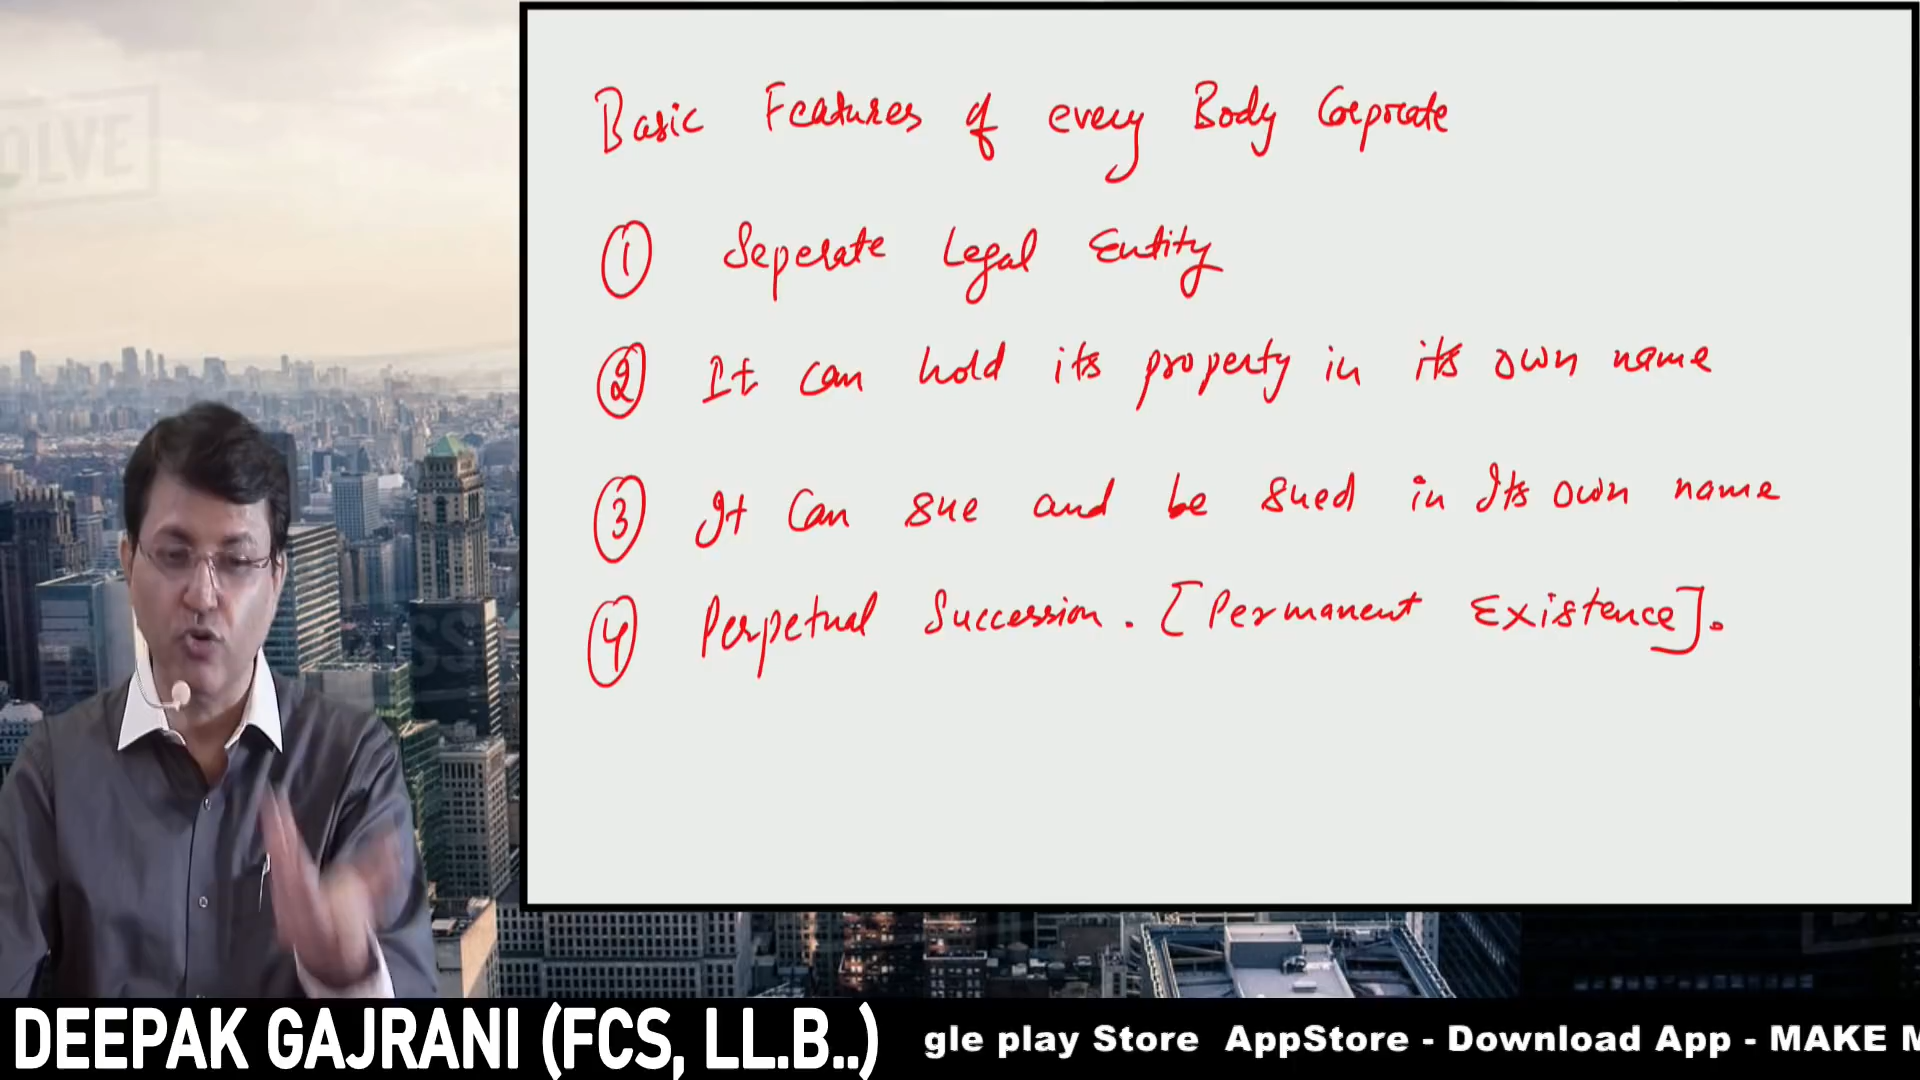 OLVE
Basic Features of every Body Corporate
① Seperate Legal Entity
② It can hold its property in its own name
③ It Can sue and be sued in Its own name
④ Perpetual Succession. [Permanent Existence].
DEEPAK GAJRANI (FCS, LL.B..)
gle play Store AppStore - Download App - MAKE M